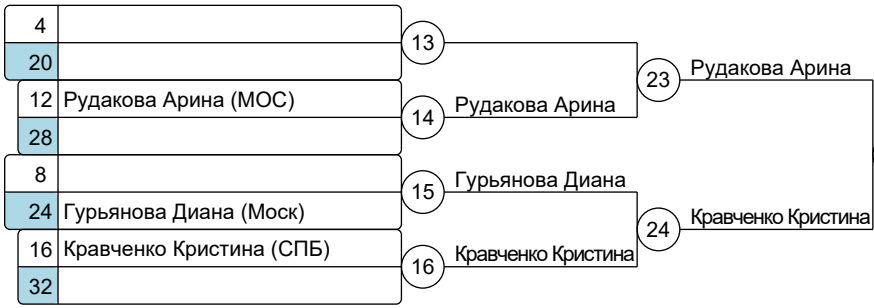 4
20
12 Рудакова Арина (МОС)
28
8
24 Гурьянова Диана (Моск)
16 Кравченко Кристина (СПБ)
32
13
14 Рудакова Арина
15 Гурьянова Диана
16 Кравченко Кристина
23 Рудакова Арина
24 Кравченко Кристина